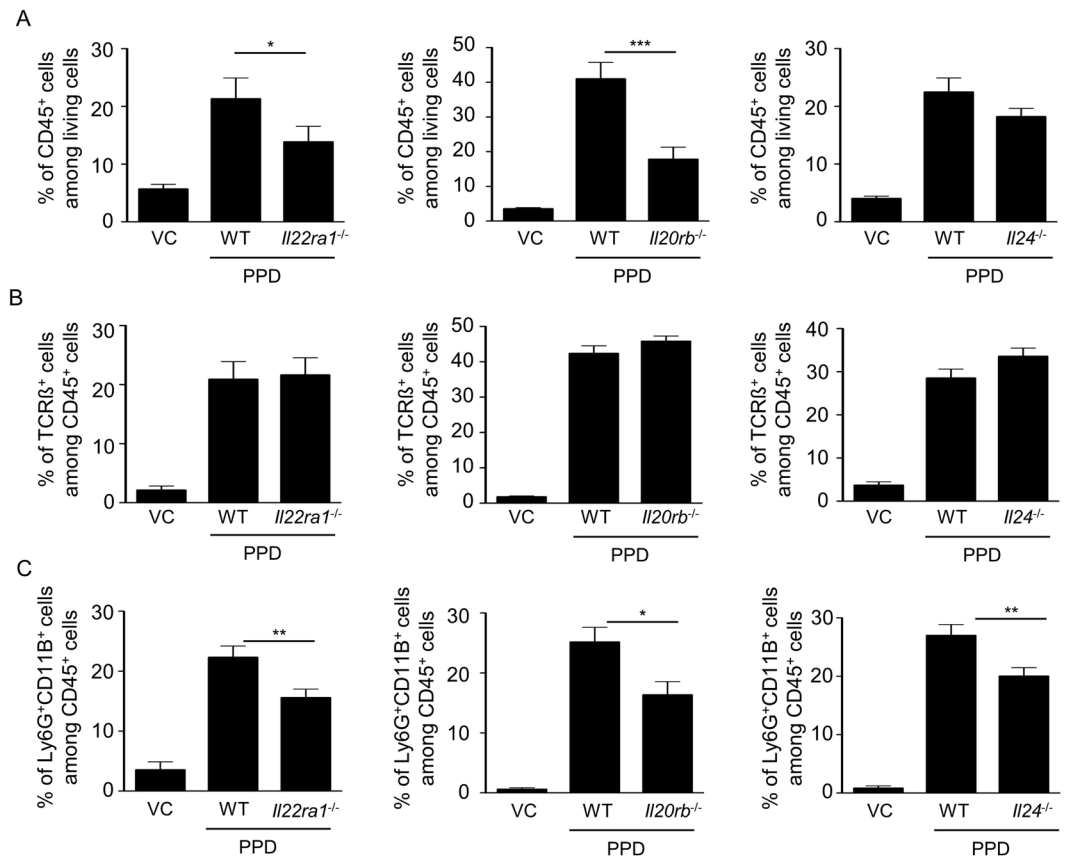 A
% of CD45⁺ cells
among living cells
30
20
10
0
*
VC
WT
Il22ra1⁻/⁻
PPD
% of CD45⁺ cells
among living cells
50
40
30
20
10
0
***
VC
WT
Il20rb⁻/⁻
PPD
% of CD45⁺ cells
among living cells
30
20
10
0
VC
WT
Il24⁻/⁻
PPD
B
% of TCRß⁺ cells
among CD45⁺ cells
30
20
10
0
VC
WT
Il22ra1⁻/⁻
PPD
% of TCRß⁺ cells
among CD45⁺ cells
50
40
30
20
10
0
VC
WT
Il20rb⁻/⁻
PPD
% of TCRß⁺ cells
among CD45⁺ cells
40
30
20
10
0
VC
WT
Il24⁻/⁻
PPD
C
% of Ly6G⁺CD11B⁺ cells
among CD45⁺ cells
30
20
10
0
**
VC
WT
Il22ra1⁻/⁻
PPD
% of Ly6G⁺CD11B⁺ cells
among CD45⁺ cells
30
20
10
0
*
VC
WT
Il20rb⁻/⁻
PPD
% of Ly6G⁺CD11B⁺ cells
among CD45⁺ cells
30
20
10
0
**
VC
WT
Il24⁻/⁻
PPD